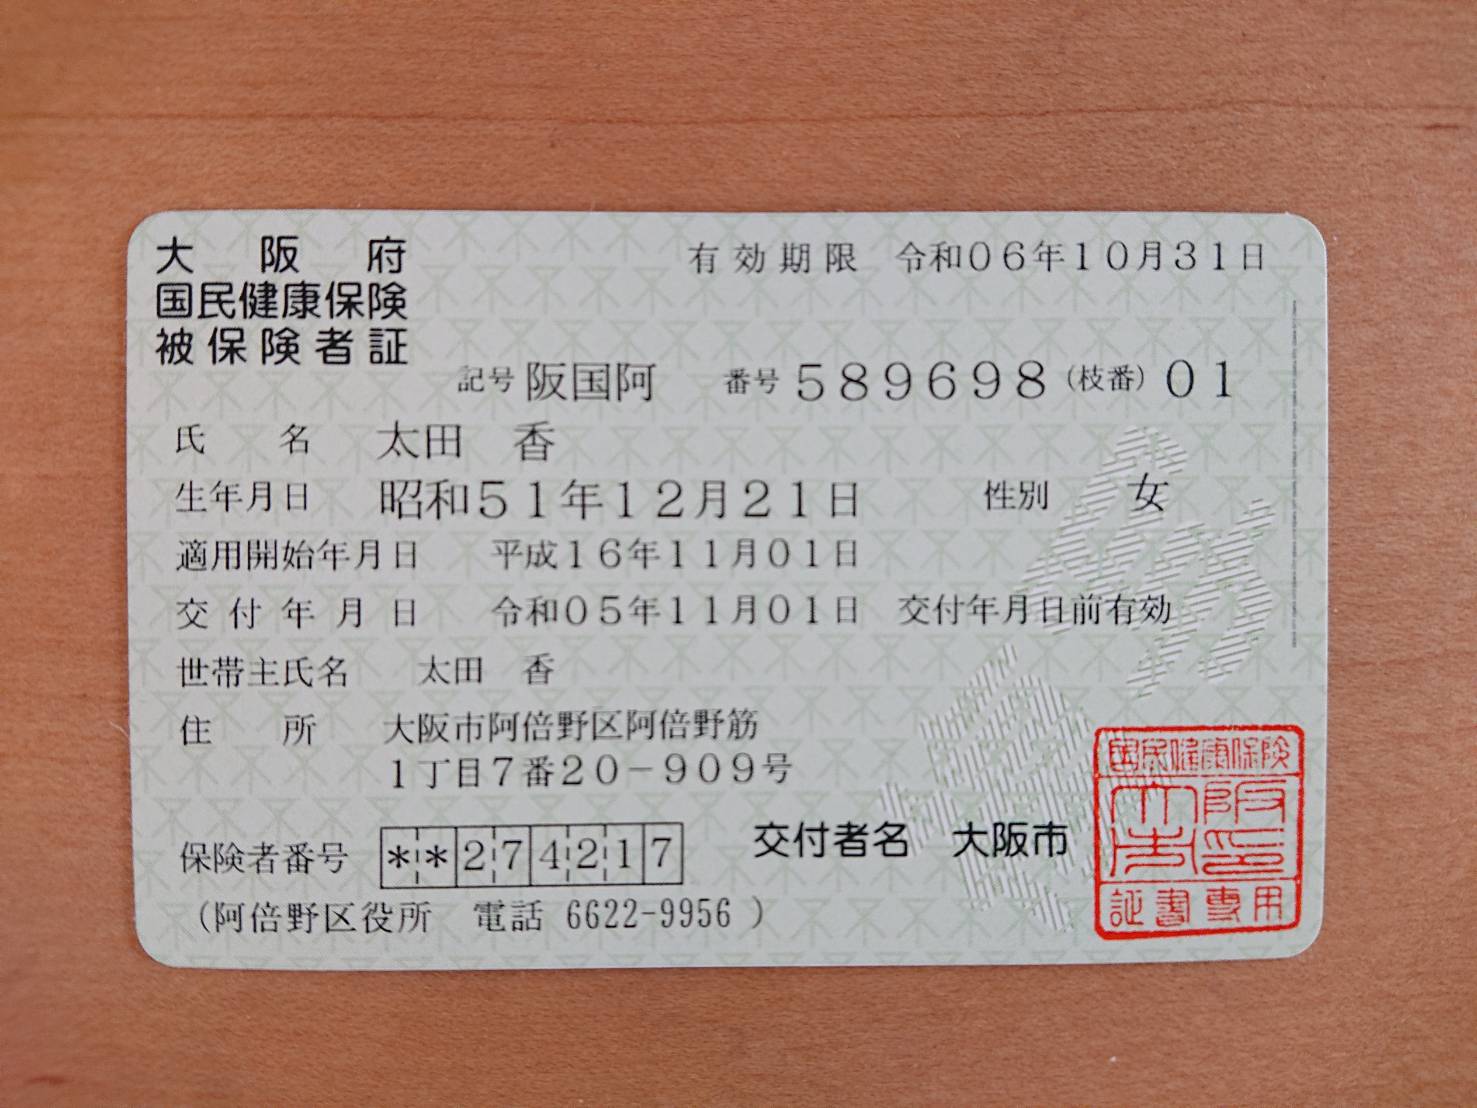 大阪府
国民健康保険
被保険者証
有効期限 令和06年10月31日
記号 阪国阿 番号 589698 (枝番) 01
氏名 太田 香
生年月日 昭和51年12月21日 性別 女
適用開始年月日 平成16年11月01日
交付年月日 令和05年11月01日 交付年月日前有効
世帯主氏名 太田 香
住所 大阪市阿倍野区阿倍野筋
1丁目7番20-909号
保険者番号 **274217
交付者名 大阪市
(阿倍野区役所 電話 6622-9956 )
国民健康保険
大阪
市印
証書専用